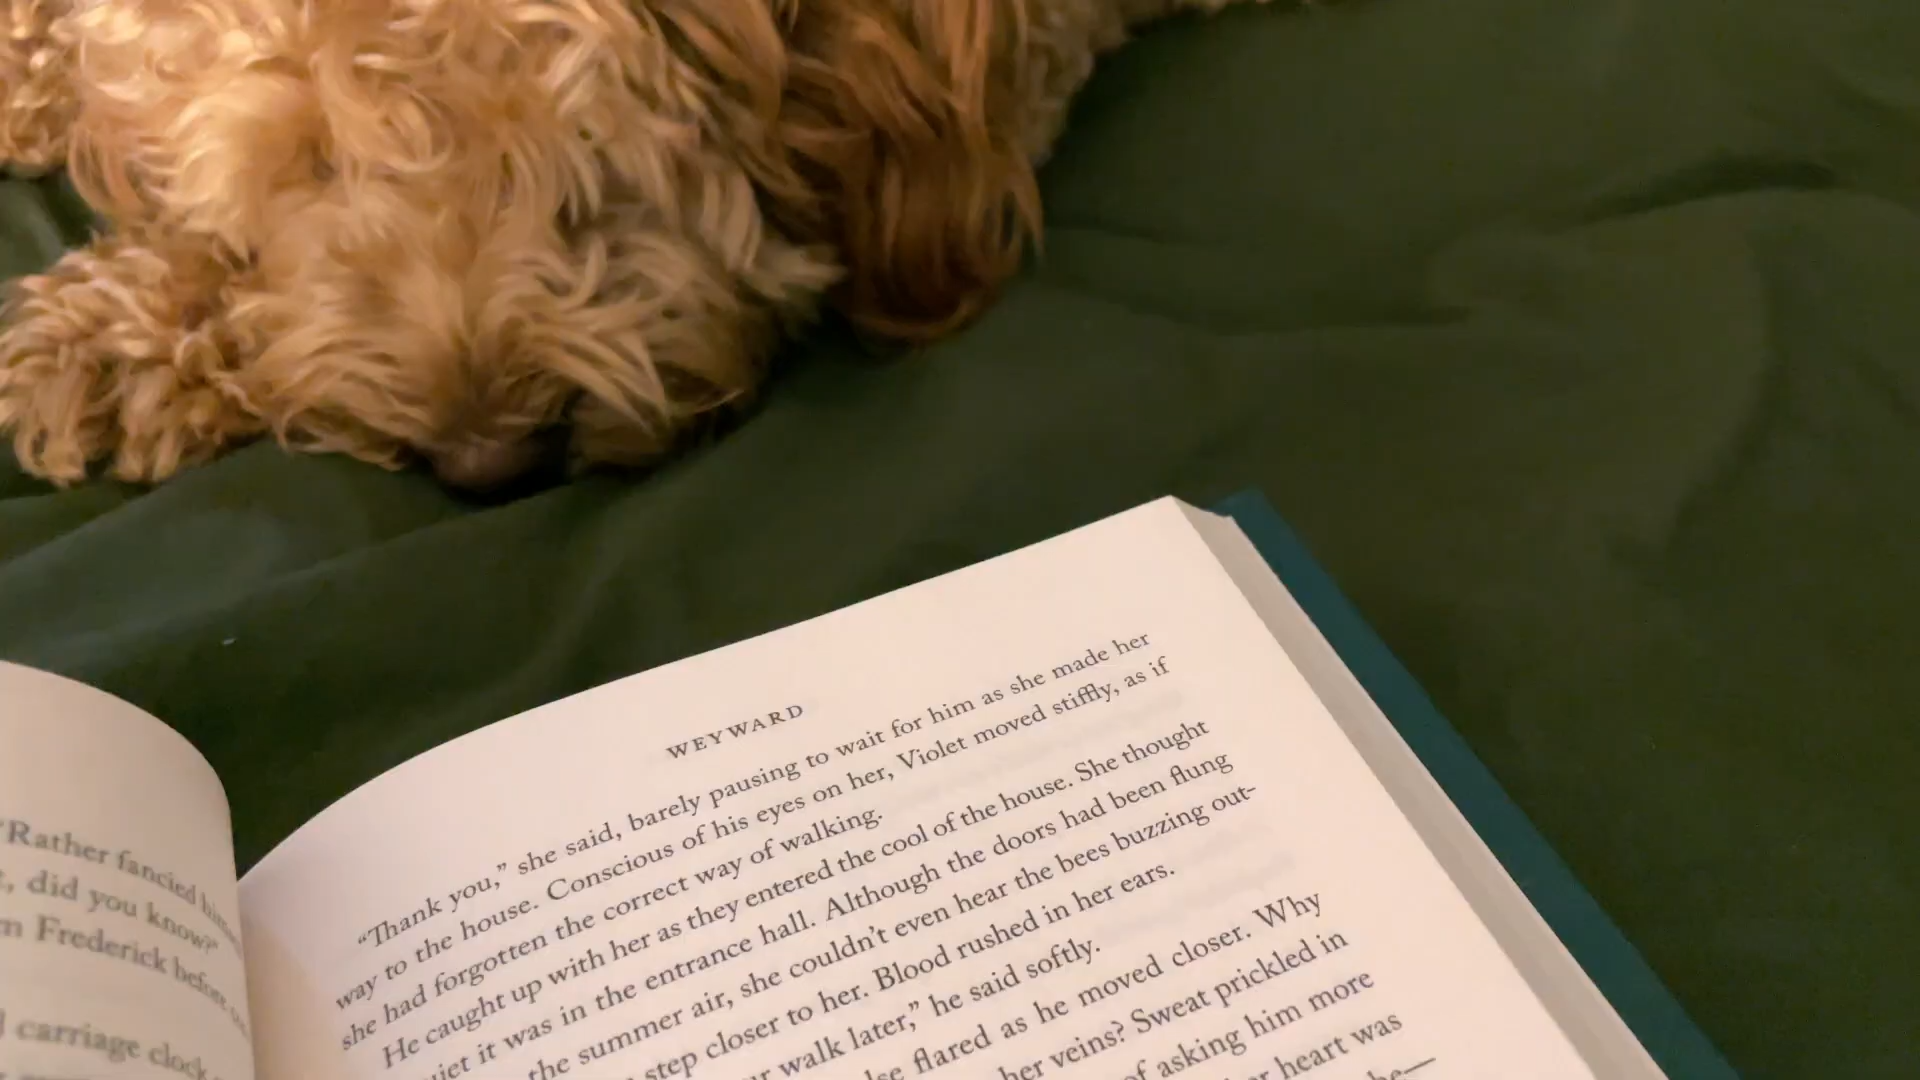 "Rather fancied
, did you know?"
Frederick before
carriage clock
WEYWARD
"Thank you," she said, barely pausing to wait for him as she made her
way to the house. Conscious of his eyes on her, Violet moved stiffly, as if
she had forgotten the correct way of walking.
He caught up with her as they entered the cool of the house. She thought
it was in the entrance hall. Although the doors had been flung
the summer air, she couldn't even hear the bees buzzing out-
step closer to her. Blood rushed in her ears.
walk later," he said softly.
flared as he moved closer. Why
her veins? Sweat prickled in
of asking him more
heart was